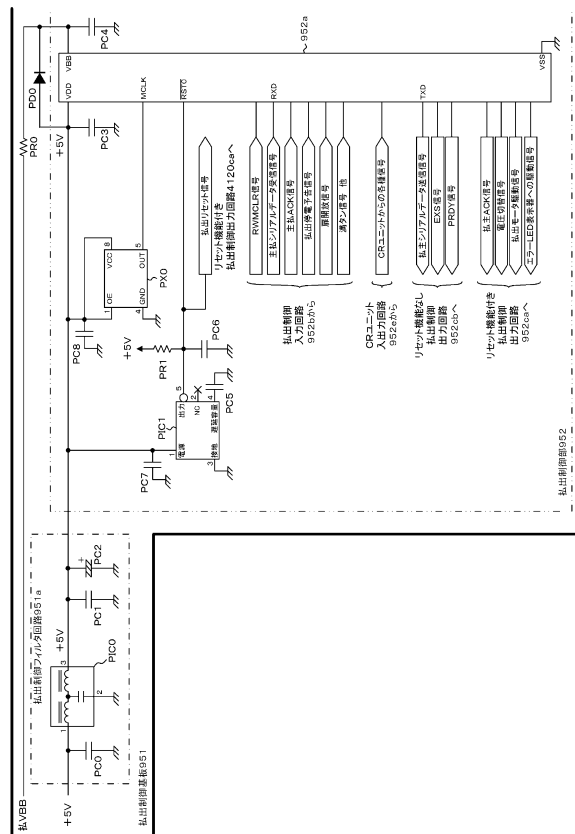 払VBB
+5V
払出制御基板951
払出制御フィルタ回路951a
PC0
1
3
2
PIC0
+5V
PC1
+
PC2
払出制御部952
PC7
PIC1
1
電源
出力
5
NC
2
接地
3
遅延容量
4
PC5
+5V
PR1
PC6
PC8
1
OE
VCC
8
GND
4
OUT
5
PX0
払出リセット信号
リセット機能付き
払出制御出力回路4120caへ
PR0
PD0
+5V
PC3
PC4
952a
VDD
VBB
MCLK
RST0
RXD
TXD
VSS
払出制御
入力回路
952bから
RWMCLR信号
主払シリアルデータ受信信号
主払ACK信号
払出停電予告信号
扉開放信号
満タン信号 他
CRユニット
入出力回路
952eから
CRユニットからの各種信号
リセット機能なし
払出制御
出力回路
952cbへ
払主シリアルデータ送信信号
EXS信号
PRDY信号
リセット機能付き
払出制御
出力回路
952caへ
払主ACK信号
電圧切替信号
払出モータ駆動信号
エラーLED表示器への駆動信号